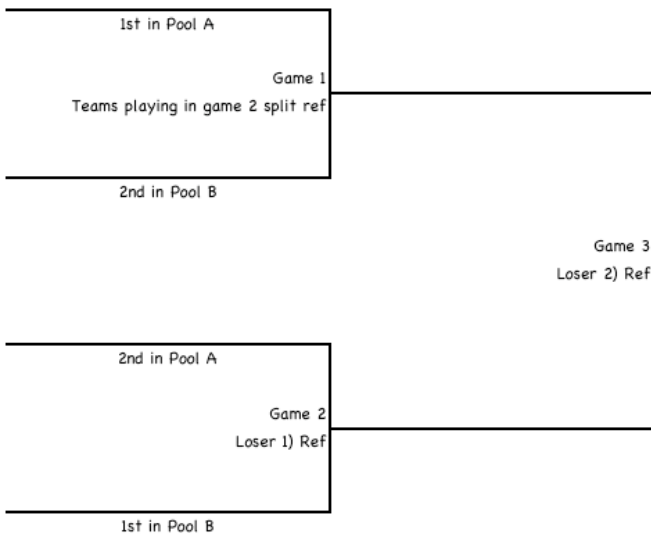 1st in Pool A
Game 1
Teams playing in game 2 split ref
2nd in Pool B
Game 3
Loser 2) Ref
2nd in Pool A
Game 2
Loser 1) Ref
1st in Pool B